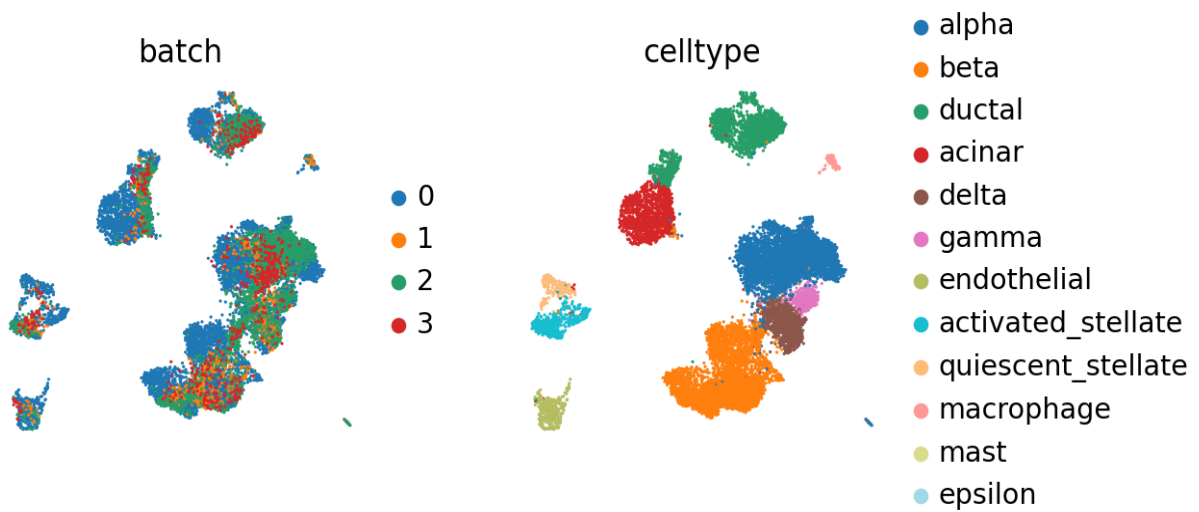 batch
0
1
2
3
celltype
alpha
beta
ductal
acinar
delta
gamma
endothelial
activated_stellate
quiescent_stellate
macrophage
mast
epsilon